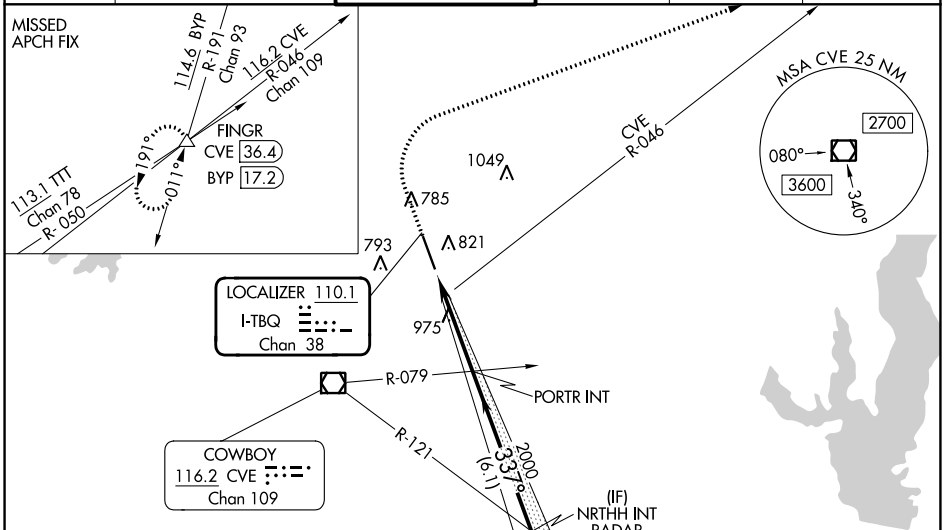 MISSED
APCH FIX
114.6 BYP
R-191
Chan 93
116.2 CVE
R-046
Chan 109
FINGR
CVE 36.4
BYP 17.2
191°
011°
113.1 TTT
Chan 78
R- 050
1049
785
793
821
CVE
R-046
MSA CVE 25 NM
2700
080°
3600
340°
LOCALIZER 110.1
I-TBQ
Chan 38
975
R-079
PORTR INT
R-121
COWBOY
116.2 CVE
Chan 109
2000
337°
(6.1)
(IF)
NRTHH INT
RADAR